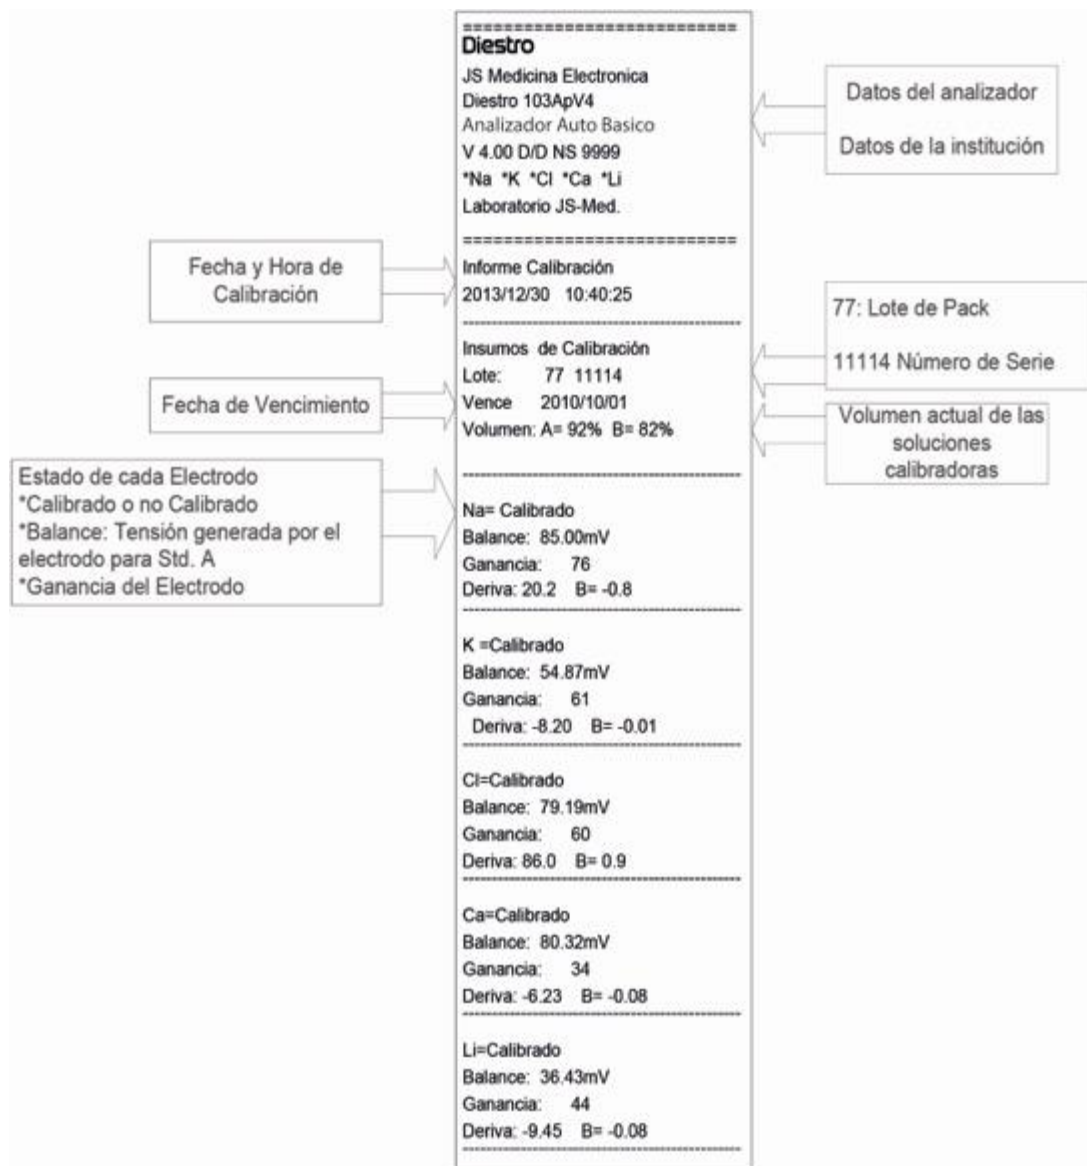 ===========================
Diestro
JS Medicina Electronica
Diestro 103ApV4
Analizador Auto Basico
V 4.00 D/D NS 9999
*Na *K *Cl *Ca *Li
Laboratorio JS-Med.
===========================
Informe Calibración
2013/12/30 10:40:25
Insumos de Calibración
Lote: 77 11114
Vence 2010/10/01
Volumen: A= 92% B= 82%
Na= Calibrado
Balance: 85.00mV
Ganancia: 76
Deriva: 20.2 B= -0.8
K =Calibrado
Balance: 54.87mV
Ganancia: 61
Deriva: -8.20 B= -0.01
Cl=Calibrado
Balance: 79.19mV
Ganancia: 60
Deriva: 86.0 B= 0.9
Ca=Calibrado
Balance: 80.32mV
Ganancia: 34
Deriva: -6.23 B= -0.08
Li=Calibrado
Balance: 36.43mV
Ganancia: 44
Deriva: -9.45 B= -0.08
Datos del analizador
Datos de la institución
Fecha y Hora de
Calibración
77: Lote de Pack
11114 Número de Serie
Fecha de Vencimiento
Volumen actual de las
soluciones
calibradoras
Estado de cada Electrodo
*Calibrado o no Calibrado
*Balance: Tensión generada por el
electrodo para Std. A
*Ganancia del Electrodo